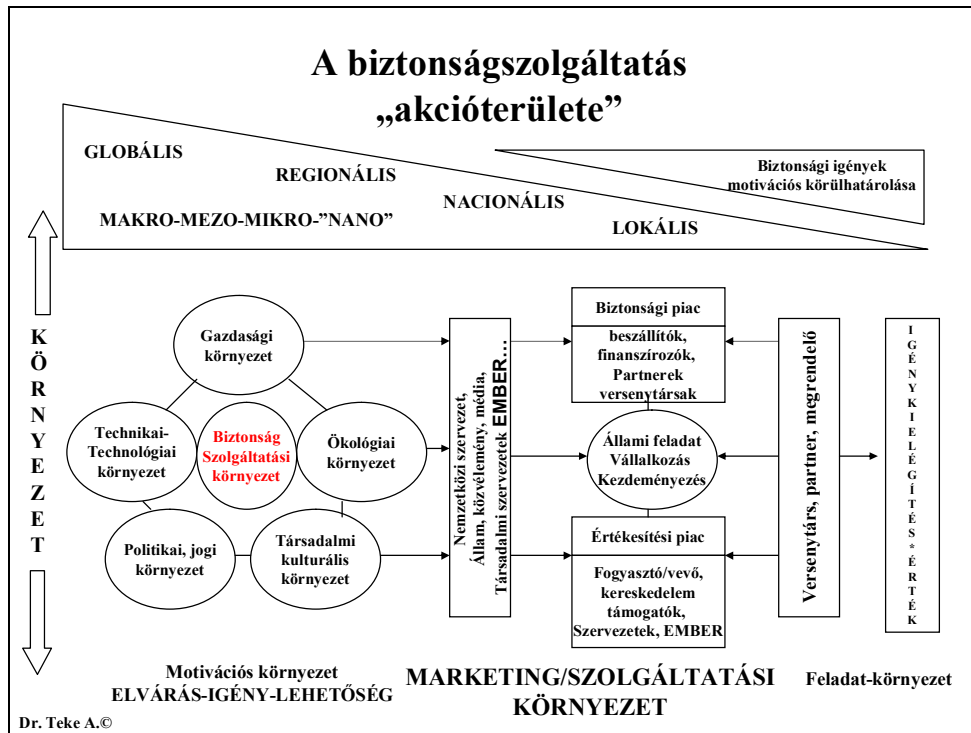 A biztonságszolgáltatás
„akcióterülete”
GLOBÁLIS
REGIONÁLIS
NACIONÁLIS
LOKÁLIS
MAKRO-MEZO-MIKRO-”NANO”
Biztonsági igények
motivációs körülhatárolása
KÖRNYEZET
Gazdasági
környezet
Technikai-
Technológiai
környezet
Biztonság
Szolgáltatási
környezet
Ökológiai
környezet
Politikai, jogi
környezet
Társadalmi
kulturális
környezet
Nemzetközi szervezet,
Állam, közvélemény, média,
Társadalmi szervezetek EMBER…
Biztonsági piac
beszállítók,
finanszírozók,
Partnerek
versenytársak
Állami feladat
Vállalkozás
Kezdeményezés
Értékesítési piac
Fogyasztó/vevő,
kereskedelem
támogatók,
Szervezetek, EMBER
Versenytárs, partner, megrendelő
IGÉNYKIELÉGÍTÉS*ÉRTÉK
Motivációs környezet
ELVÁRÁS-IGÉNY-LEHETŐSÉG
MARKETING/SZOLGÁLTATÁSI
KÖRNYEZET
Feladat-környezet
Dr. Teke A.©